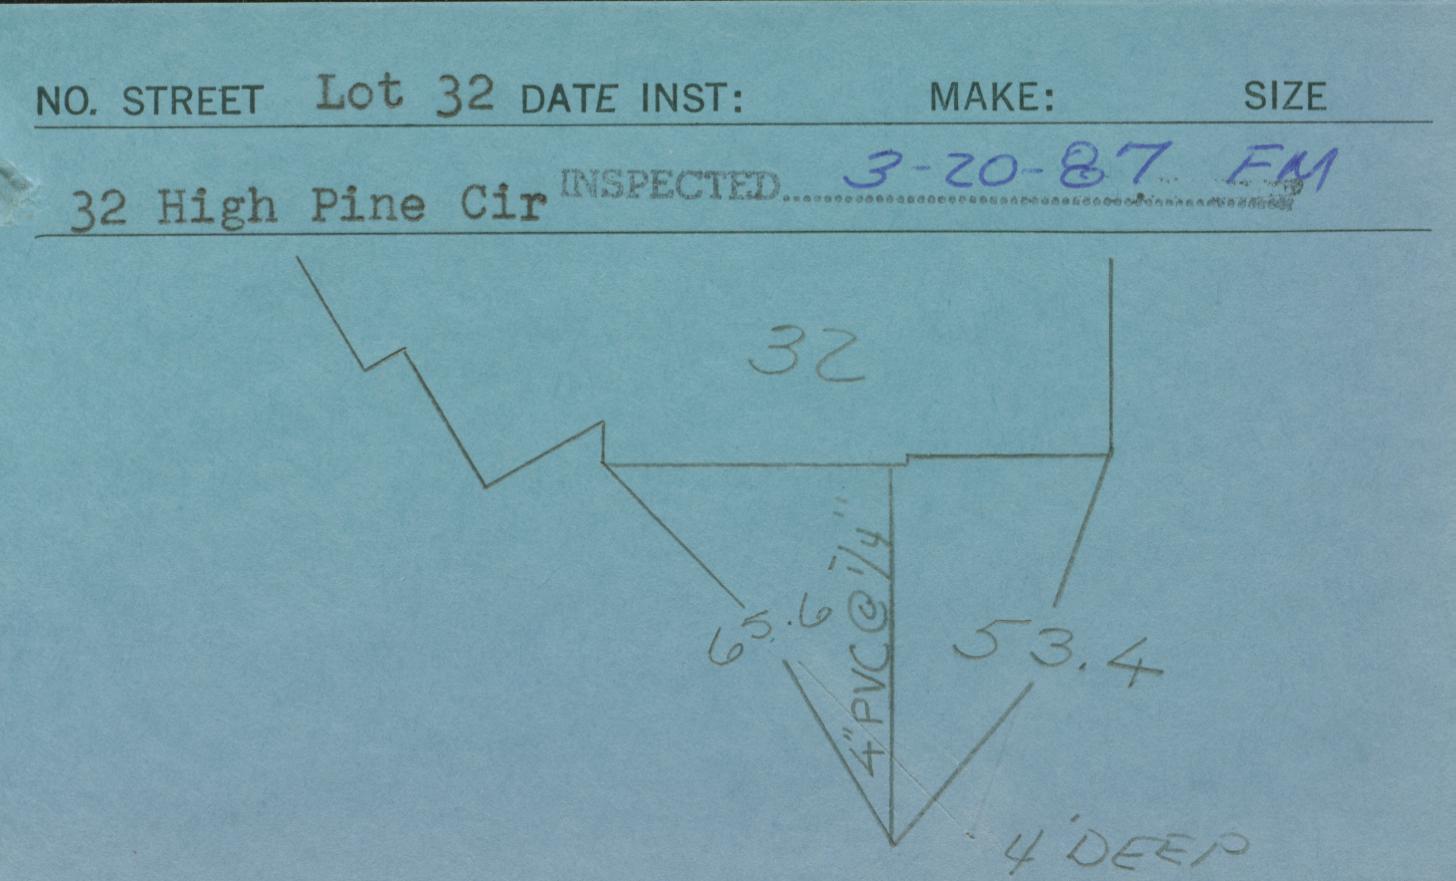 NO. STREET Lot 32 DATE INST: MAKE: SIZE
32 High Pine Cir INSPECTED 3-20-87 FM
32
65.6
4" PVC @ 1/4"
53.4
4' DEEP